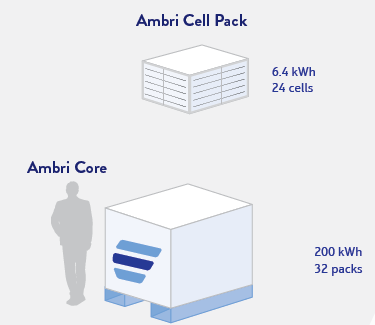 Ambri Cell Pack
6.4 kWh
24 cells
Ambri Core
200 kWh
32 packs